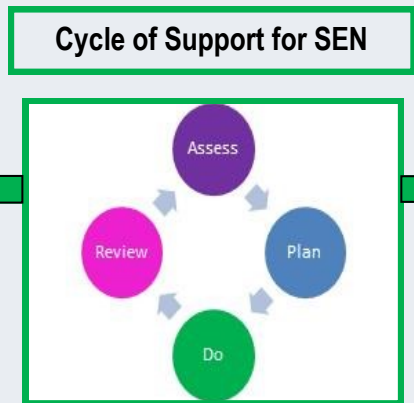 Cycle of Support for SEN
Assess
Plan
Do
Review